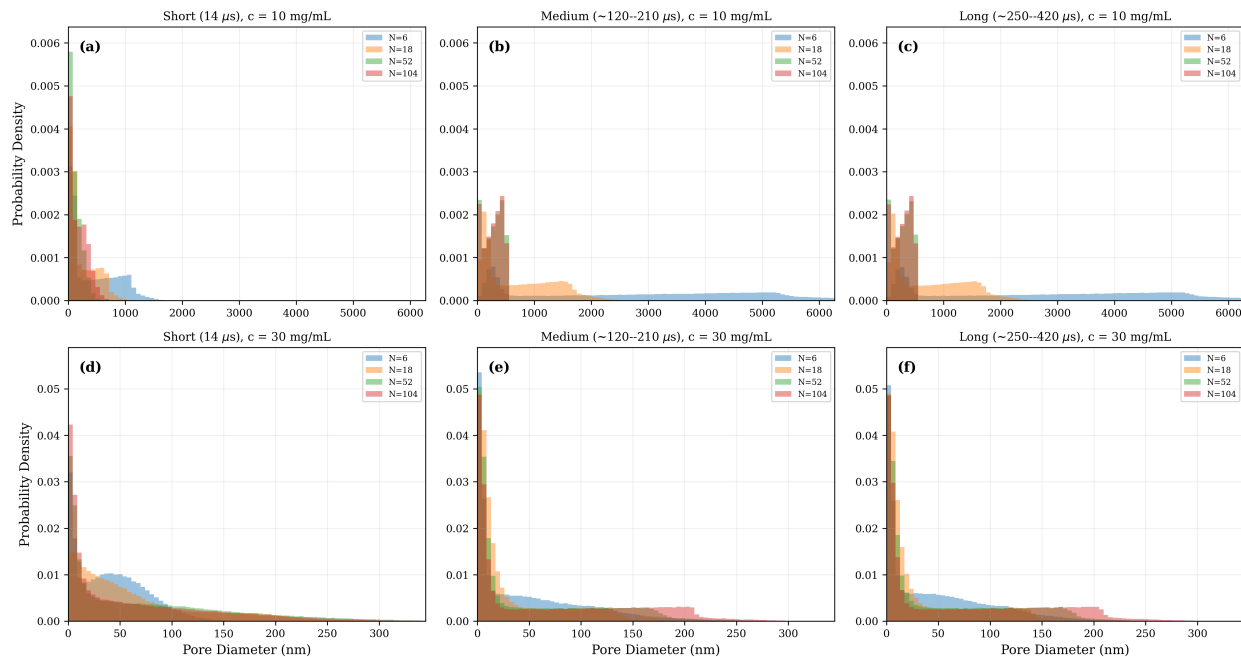 Short (14 μs), c = 10 mg/mL
Medium (~120--210 μs), c = 10 mg/mL
Long (~250--420 μs), c = 10 mg/mL
(a)
N=6
N=18
N=52
N=104
(b)
N=6
N=18
N=52
N=104
(c)
N=6
N=18
N=52
N=104
Probability Density
0.006
0.005
0.004
0.003
0.002
0.001
0.000
0.006
0.005
0.004
0.003
0.002
0.001
0.000
0.006
0.005
0.004
0.003
0.002
0.001
0.000
0 1000 2000 3000 4000 5000 6000
0 1000 2000 3000 4000 5000 6000
0 1000 2000 3000 4000 5000 6000
Short (14 μs), c = 30 mg/mL
Medium (~120--210 μs), c = 30 mg/mL
Long (~250--420 μs), c = 30 mg/mL
(d)
N=6
N=18
N=52
N=104
(e)
N=6
N=18
N=52
N=104
(f)
N=6
N=18
N=52
N=104
Probability Density
0.05
0.04
0.03
0.02
0.01
0.00
0.05
0.04
0.03
0.02
0.01
0.00
0.05
0.04
0.03
0.02
0.01
0.00
0 50 100 150 200 250 300
0 50 100 150 200 250 300
0 50 100 150 200 250 300
Pore Diameter (nm)
Pore Diameter (nm)
Pore Diameter (nm)